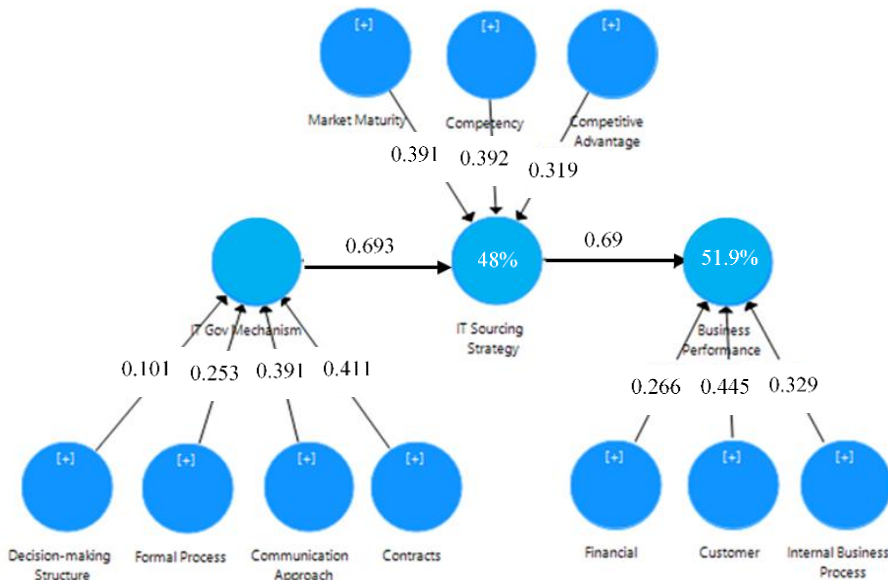 [+] [+] [+]
Market Maturity Competency Competitive
Advantage
0.391 0.392 0.319
0.693 0.69
48% 51.9%
IT Gov Mechanism IT Sourcing Business
Strategy Performance
0.101 0.253 0.391 0.411 0.266 0.445 0.329
[+] [+] [+] [+] [+] [+] [+]
Decision-making Formal Process Communication Contracts Financial Customer Internal Business
Structure Approach Process